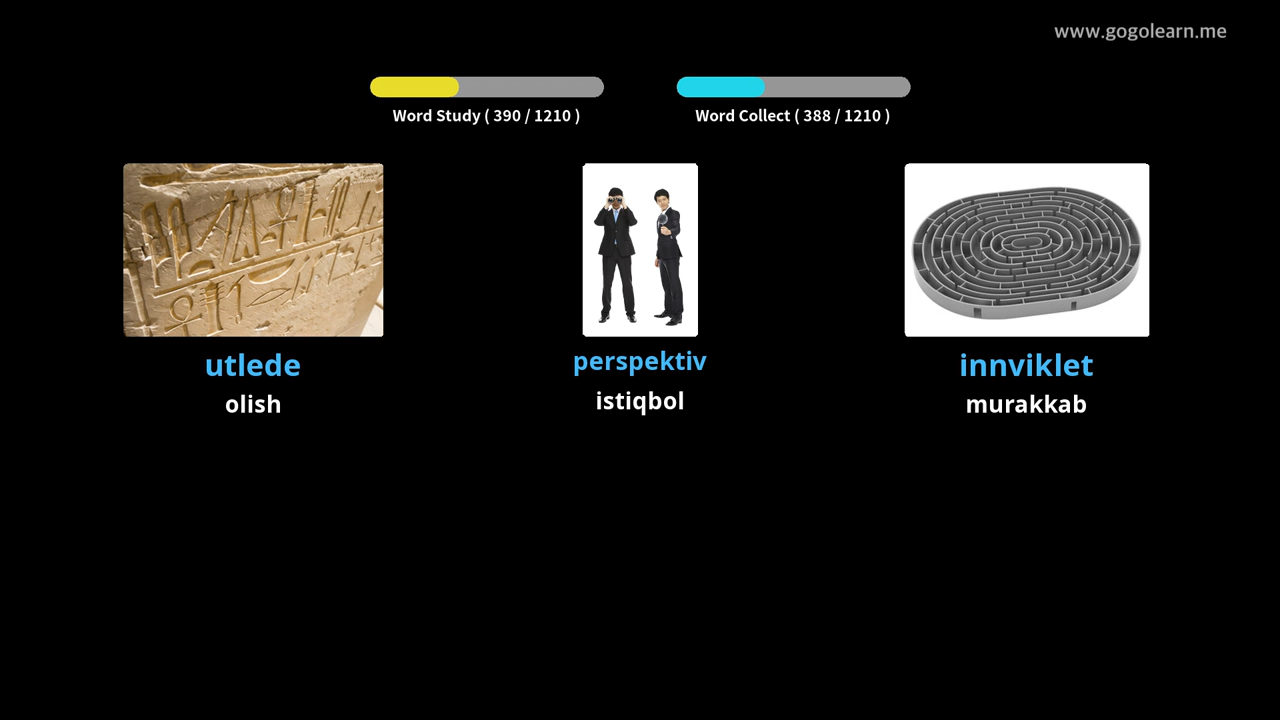 www.gogolearn.me
Word Study ( 390 / 1210 )
Word Collect ( 388 / 1210 )
utlede
olish
perspektiv
istiqbol
innviklet
murakkab